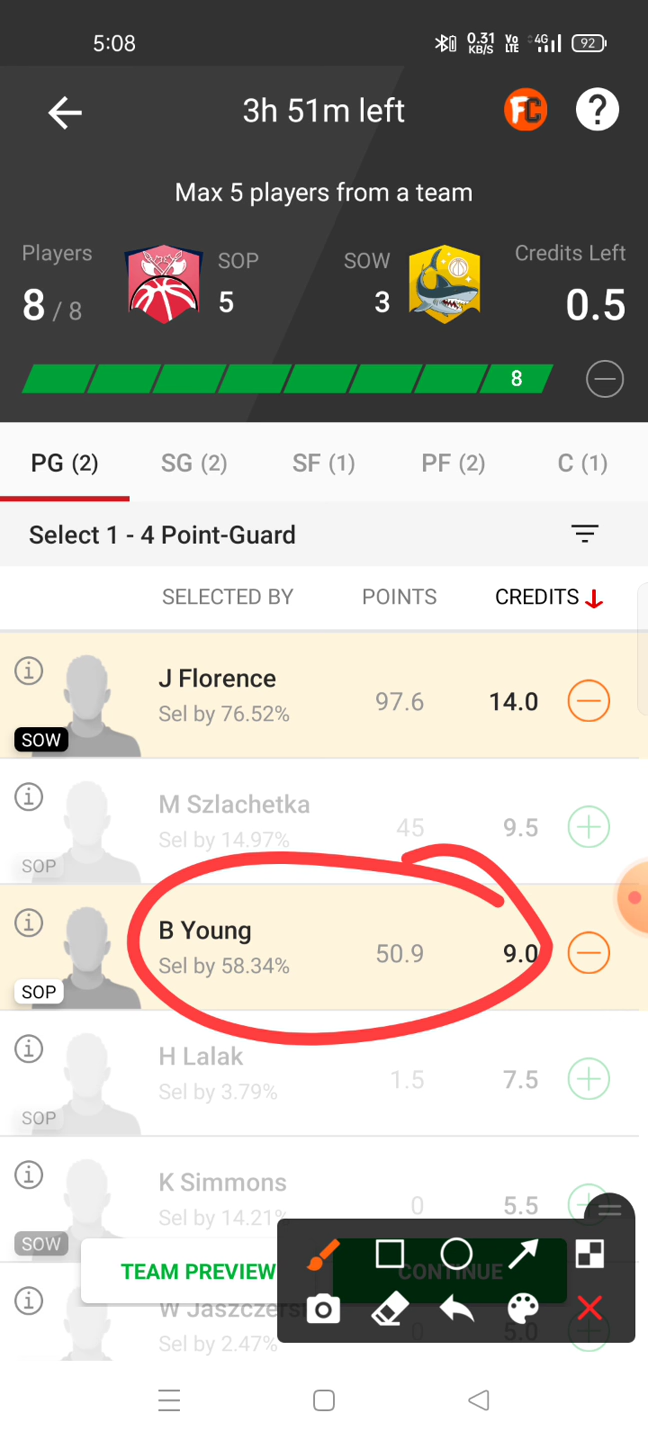 5:08 0.31 KB/S Vo LTE 4G 92
3h 51m left FC ?
Max 5 players from a team
Players SOP SOW Credits Left
8 / 8 5 3 0.5
8
PG (2) SG (2) SF (1) PF (2) C (1)
Select 1 - 4 Point-Guard
SELECTED BY POINTS CREDITS
J Florence
Sel by 76.52% 97.6 14.0
SOW
M Szlachetka
Sel by 14.97% 45 9.5
SOP
B Young
Sel by 58.34% 50.9 9.0
SOP
H Lalak
Sel by 3.79% 1.5 7.5
SOP
K Simmons
Sel by 14.21% 0 5.5
SOW
TEAM PREVIEW CONTINUE
W Jaszczers
Sel by 2.47% 0 5.0